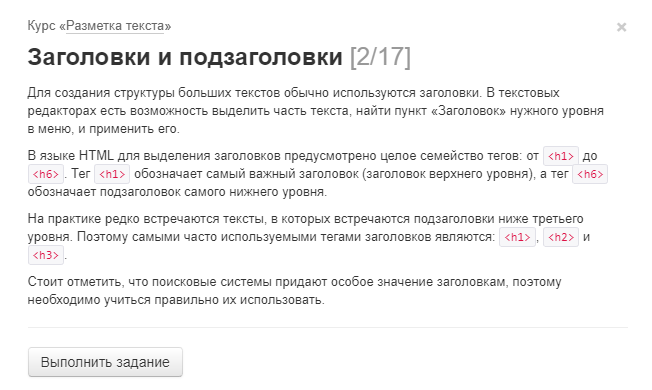 Курс «Разметка текста»
×
Заголовки и подзаголовки [2/17]
Для создания структуры больших текстов обычно используются заголовки. В текстовых
редакторах есть возможность выделить часть текста, найти пункт «Заголовок» нужного уровня
в меню, и применить его.
В языке HTML для выделения заголовков предусмотрено целое семейство тегов: от <h1> до
<h6>. Тег <h1> обозначает самый важный заголовок (заголовок верхнего уровня), а тег <h6>
обозначает подзаголовок самого нижнего уровня.
На практике редко встречаются тексты, в которых встречаются подзаголовки ниже третьего
уровня. Поэтому самыми часто используемыми тегами заголовков являются: <h1>, <h2> и
<h3>.
Стоит отметить, что поисковые системы придают особое значение заголовкам, поэтому
необходимо учиться правильно их использовать.
Выполнить задание